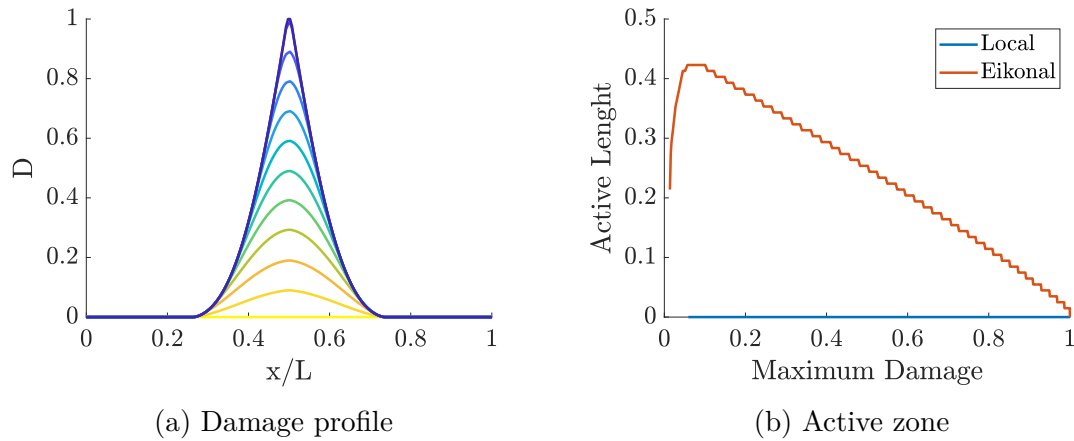 1
0.8
0.6
0.4
0.2
0
D
0 0.2 0.4 0.6 0.8 1
x/L
(a) Damage profile
0.5
0.4
0.3
0.2
0.1
0
Active Lenght
Local
Eikonal
0 0.2 0.4 0.6 0.8 1
Maximum Damage
(b) Active zone